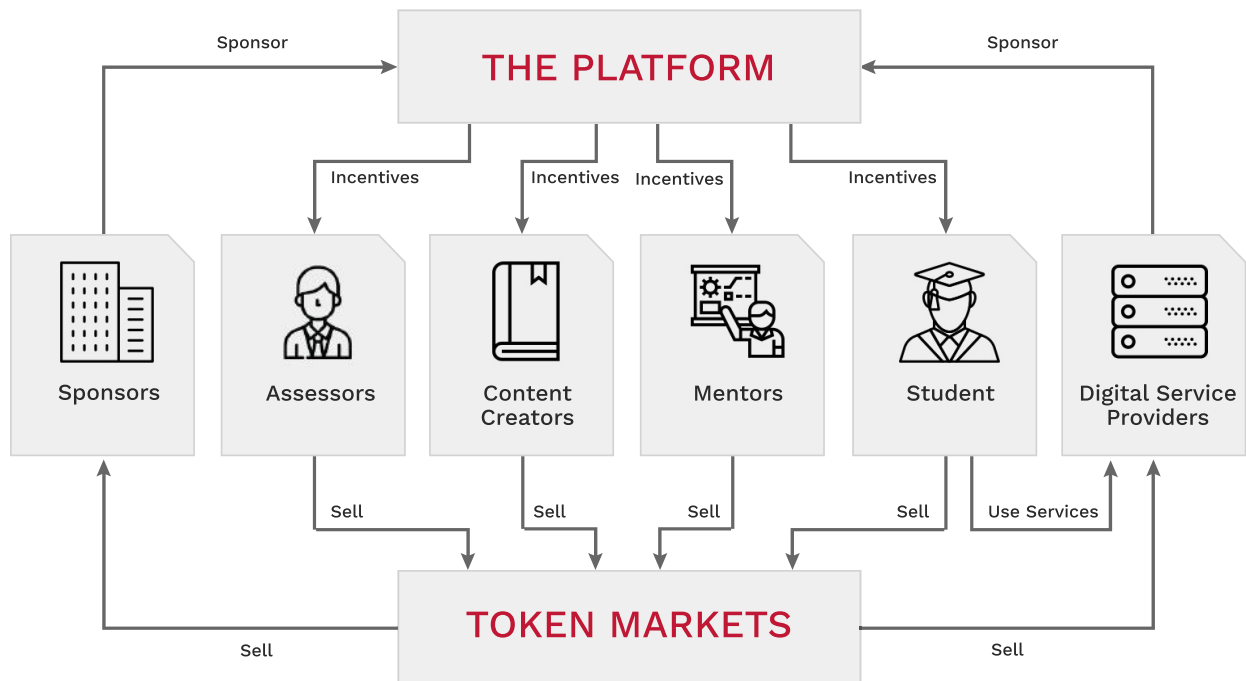 Sponsor
THE PLATFORM
Sponsor
Incentives
Incentives
Incentives
Incentives
Sponsors
Assessors
Content
Creators
Mentors
Student
Digital Service
Providers
Sell
Sell
Sell
Sell
Use Services
TOKEN MARKETS
Sell
Sell